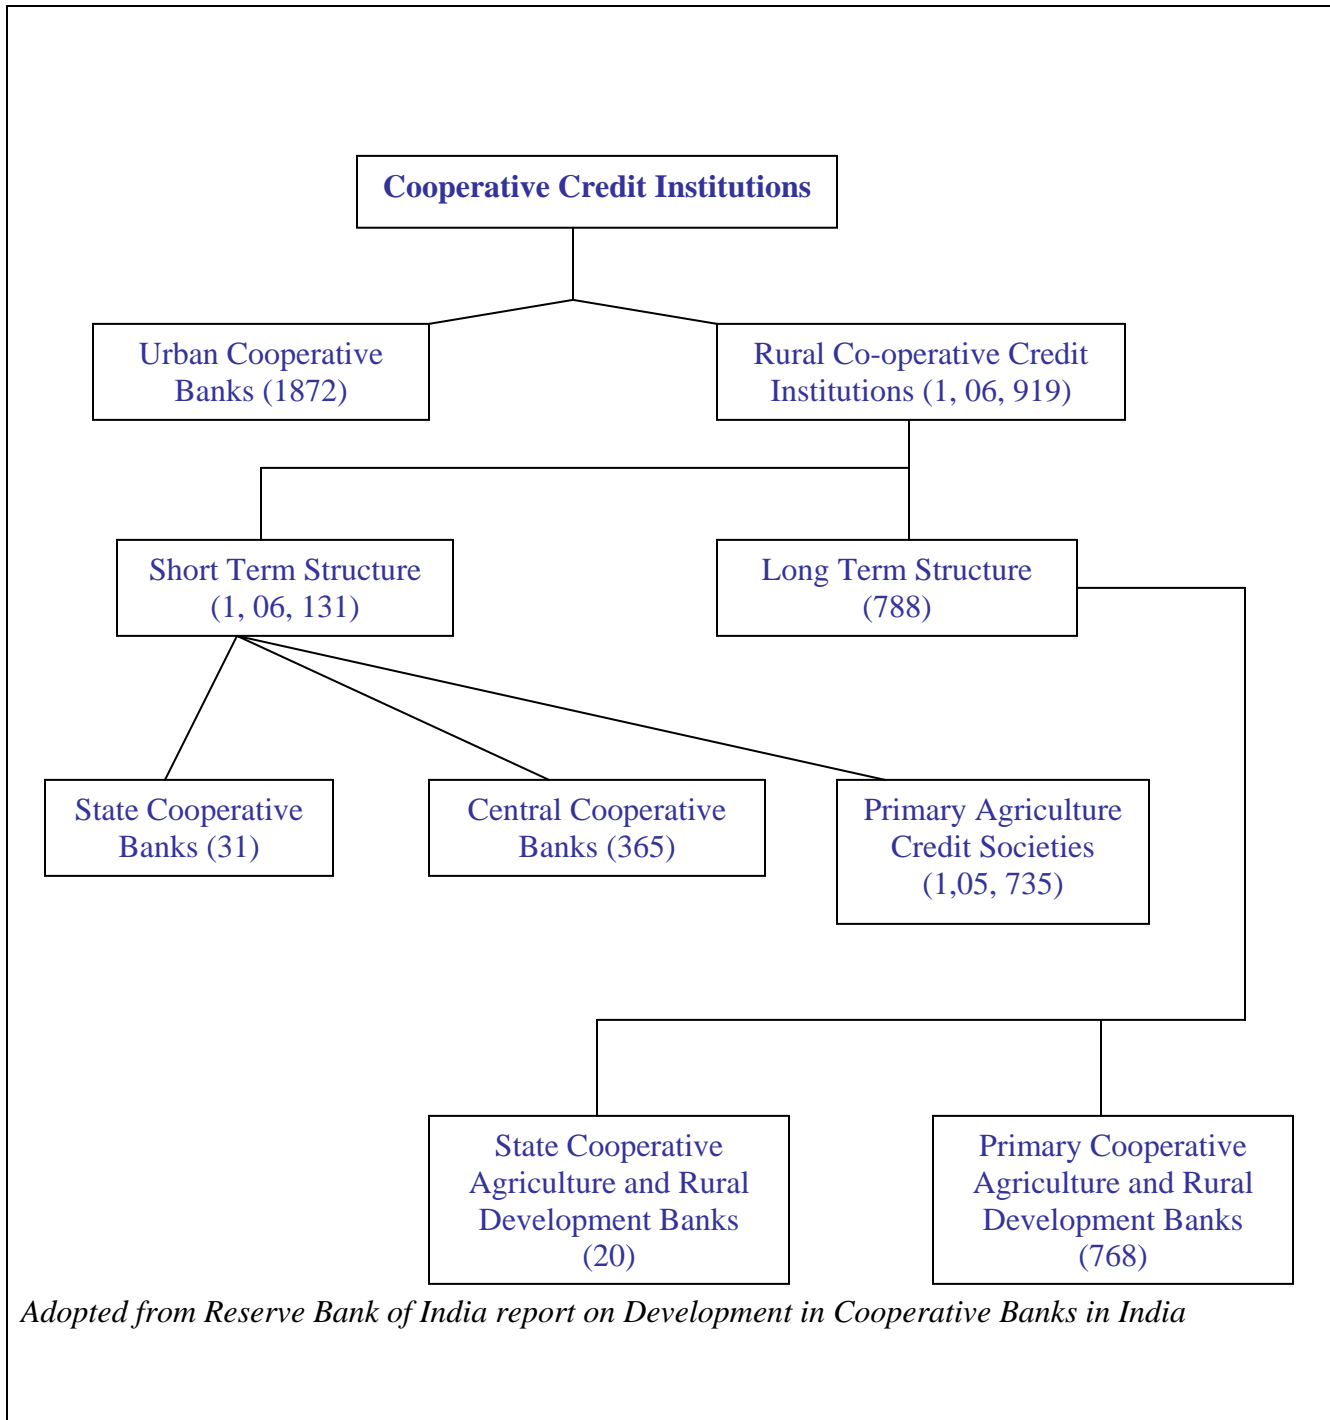 Cooperative Credit Institutions
Urban Cooperative
Banks (1872)
Rural Co-operative Credit
Institutions (1, 06, 919)
Short Term Structure
(1, 06, 131)
Long Term Structure
(788)
State Cooperative
Banks (31)
Central Cooperative
Banks (365)
Primary Agriculture
Credit Societies
(1,05, 735)
State Cooperative
Agriculture and Rural
Development Banks
(20)
Primary Cooperative
Agriculture and Rural
Development Banks
(768)
Adopted from Reserve Bank of India report on Development in Cooperative Banks in India